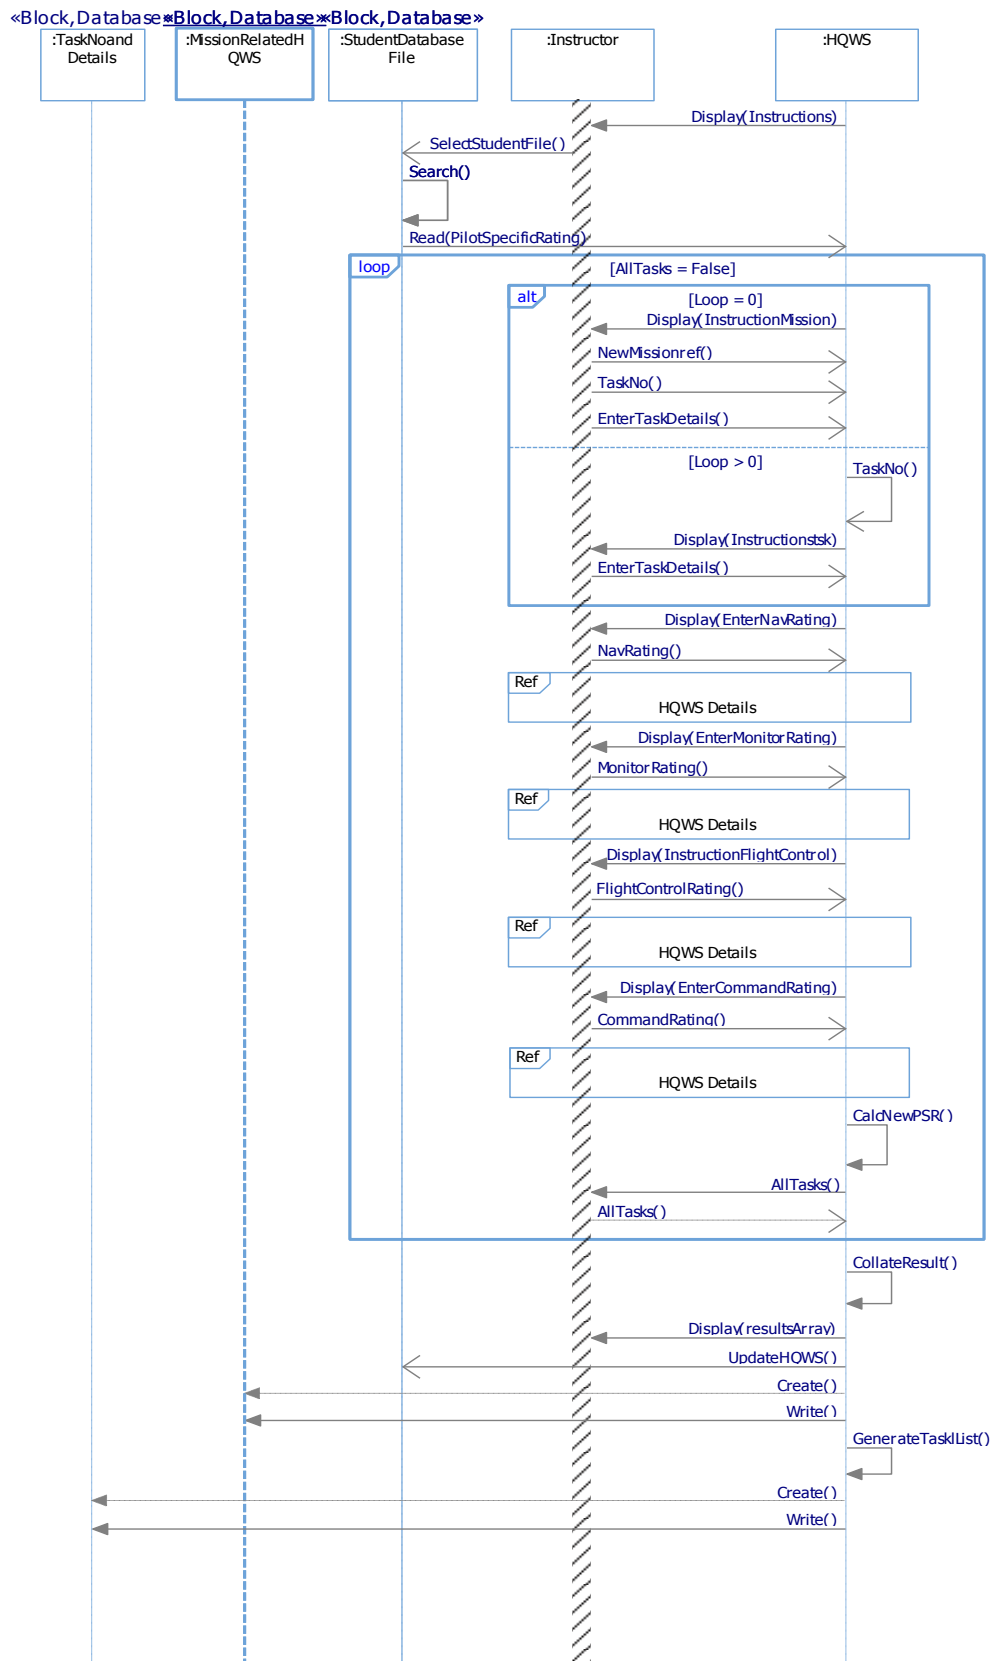 «Block,Database» «Block,Database» «Block,Database»
:TaskNoand
Details
:MissionRelatedH
QWS
:StudentDatabase
File
:Instructor
:HQWS
Display(Instructions)
SelectStudentFile()
Search()
Read(PilotSpecificRating)
loop
[AllTasks = False]
alt
[Loop = 0]
Display(InstructionMission)
NewMissionref()
TaskNo()
EnterTaskDetails()
[Loop > 0]
TaskNo()
Display(Instructionstsk)
EnterTaskDetails()
Display(EnterNavRating)
NavRating()
Ref
HQWS Details
Display(EnterMonitorRating)
MonitorRating()
Ref
HQWS Details
Display(InstructionFlightControl)
FlightControlRating()
Ref
HQWS Details
Display(EnterCommandRating)
CommandRating()
Ref
HQWS Details
CalcNewPSR()
AllTasks()
AllTasks()
CollateResult()
Display(resultsArray)
UpdateHQWS()
Create()
Write()
GenerateTasklList()
Create()
Write()